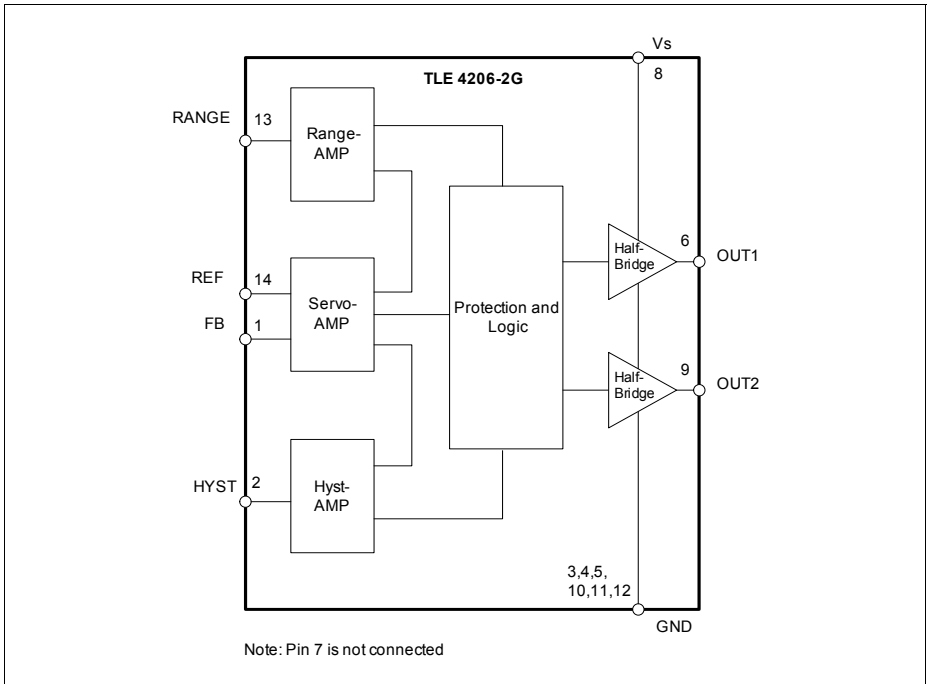 Vs
8
TLE 4206-2G
RANGE
13
Range-
AMP
REF
14
FB
1
Servo-
AMP
Protection and
Logic
Half-
Bridge
6
OUT1
Half-
Bridge
9
OUT2
HYST
2
Hyst-
AMP
3,4,5,
10,11,12
GND
Note: Pin 7 is not connected